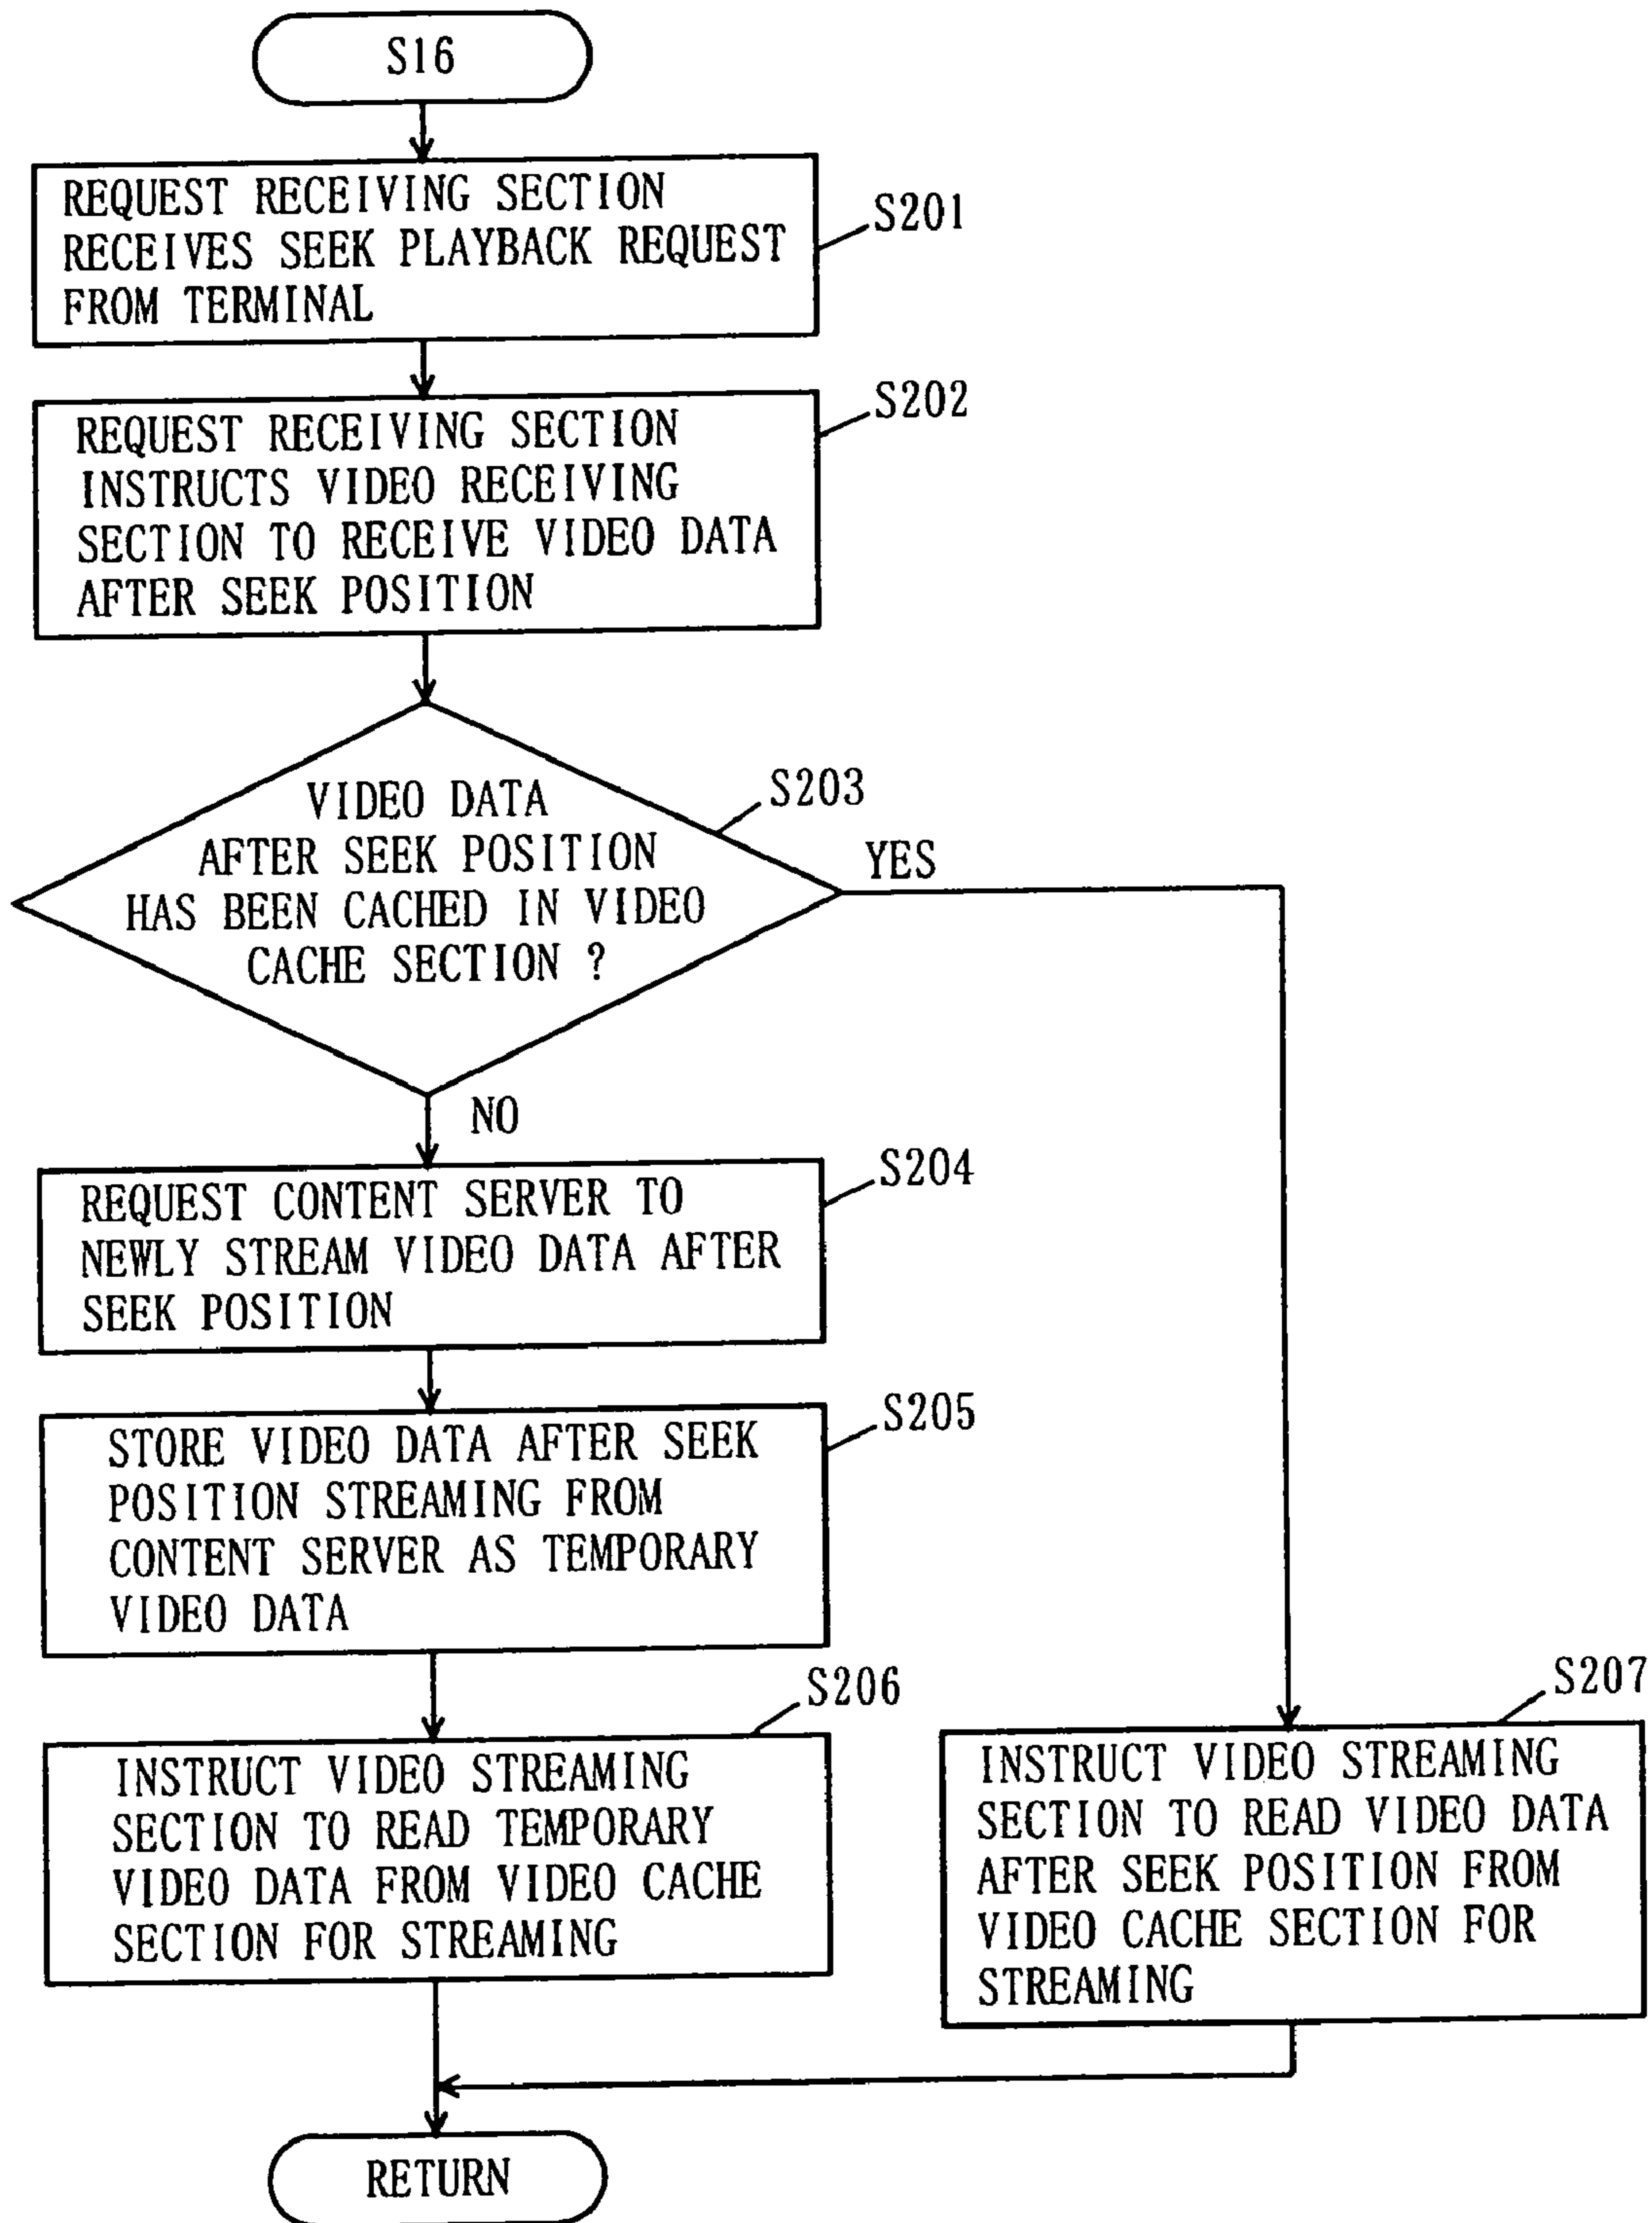 S16
REQUEST RECEIVING SECTION
RECEIVES SEEK PLAYBACK REQUEST
FROM TERMINAL
S201
REQUEST RECEIVING SECTION
INSTRUCTS VIDEO RECEIVING
SECTION TO RECEIVE VIDEO DATA
AFTER SEEK POSITION
S202
VIDEO DATA
AFTER SEEK POSITION
HAS BEEN CACHED IN VIDEO
CACHE SECTION ?
S203
YES
NO
REQUEST CONTENT SERVER TO
NEWLY STREAM VIDEO DATA AFTER
SEEK POSITION
S204
STORE VIDEO DATA AFTER SEEK
POSITION STREAMING FROM
CONTENT SERVER AS TEMPORARY
VIDEO DATA
S205
INSTRUCT VIDEO STREAMING
SECTION TO READ TEMPORARY
VIDEO DATA FROM VIDEO CACHE
SECTION FOR STREAMING
S206
INSTRUCT VIDEO STREAMING
SECTION TO READ VIDEO DATA
AFTER SEEK POSITION FROM
VIDEO CACHE SECTION FOR
STREAMING
S207
RETURN